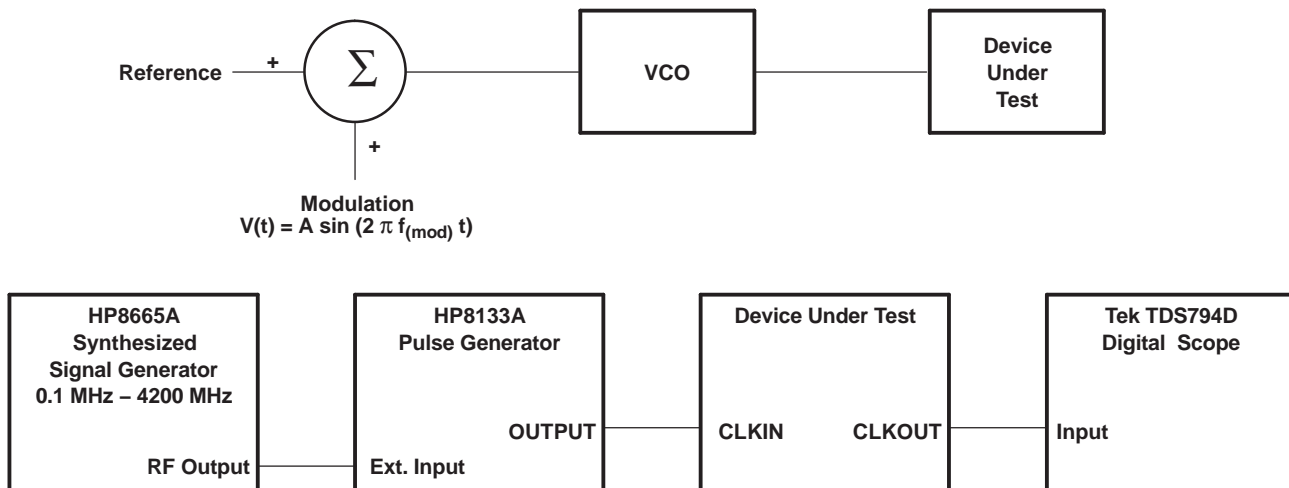 Reference
+
Σ
VCO
Device
Under
Test
+
Modulation
V(t) = A sin (2 π f(mod) t)
HP8665A
Synthesized
Signal Generator
0.1 MHz – 4200 MHz
RF Output
HP8133A
Pulse Generator
OUTPUT
Ext. Input
Device Under Test
CLKIN
CLKOUT
Tek TDS794D
Digital Scope
Input